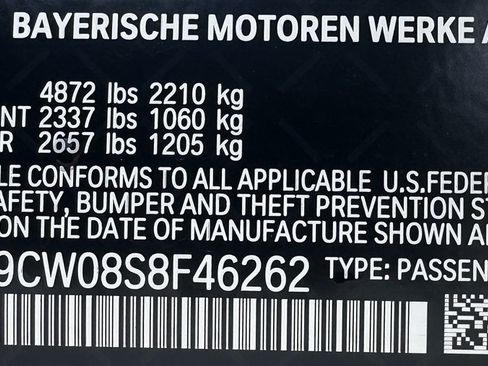 BAYERISCHE MOTOREN WERKE A
4872 lbs 2210 kg
NT 2337 lbs 1060 kg
R 2657 lbs 1205 kg
LE CONFORMS TO ALL APPLICABLE U.S.FEDER
AFETY, BUMPER AND THEFT PREVENTION ST
ON THE DATE OF MANUFACTURE SHOWN A
9CW08S8F46262 TYPE: PASSEN